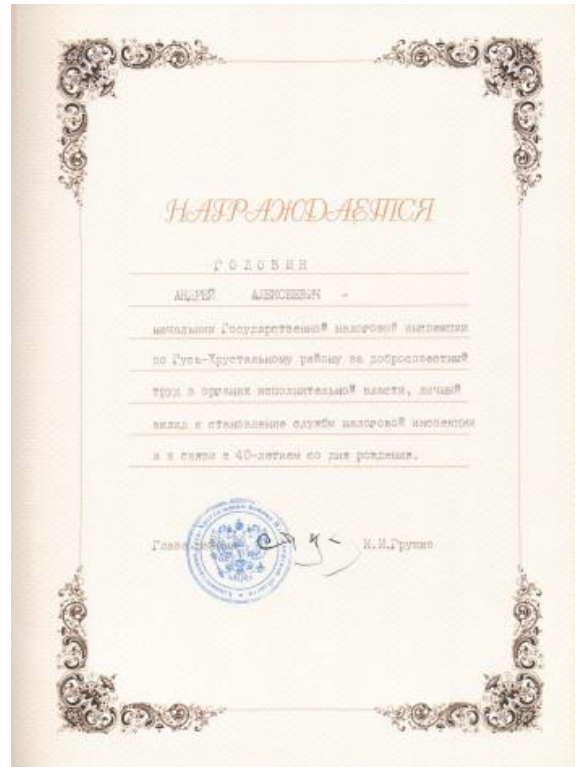 НАГРАЖДАЕТСЯ
ГОЛОВИН
АНДРЕЙ АЛЕКСЕЕВИЧ -
начальник Государственной налоговой инспекции
по Гусь-Хрустальному району за добросовестный
труд в органах исполнительной власти, личный
вклад в становление службы налоговой инспекции
и в связи с 40-летием со дня рождения.
Глава района